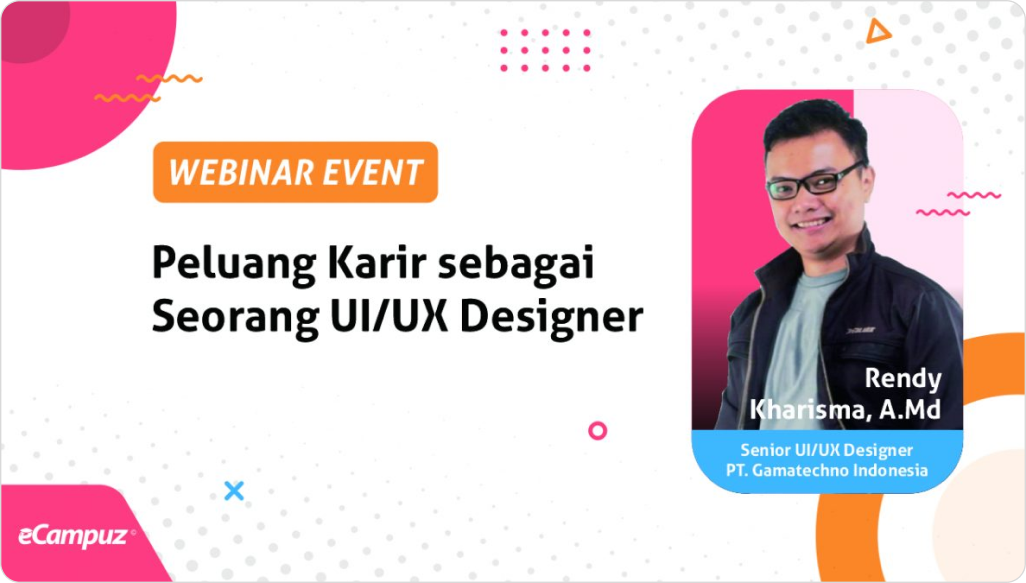 WEBINAR EVENT
Peluang Karir sebagai
Seorang UI/UX Designer
Rendy
Kharisma, A.Md
Senior UI/UX Designer
PT. Gamatechno Indonesia
eCampuz